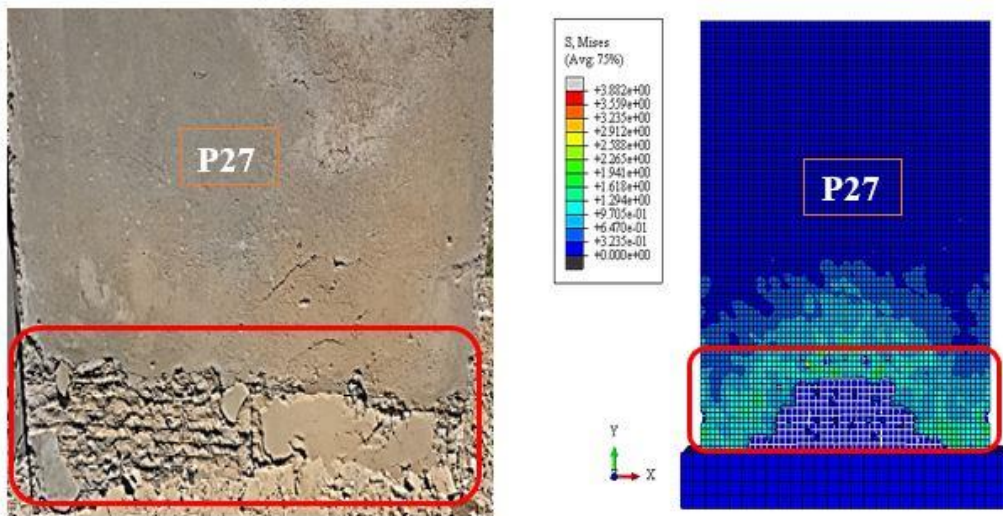 P27
S, Mises
(Avg: 75%)
+3.882e+00
+3.559e+00
+3.235e+00
+2.912e+00
+2.588e+00
+2.265e+00
+1.941e+00
+1.618e+00
+1.294e+00
+9.705e-01
+6.470e-01
+3.235e-01
+0.000e+00
P27
Y
X